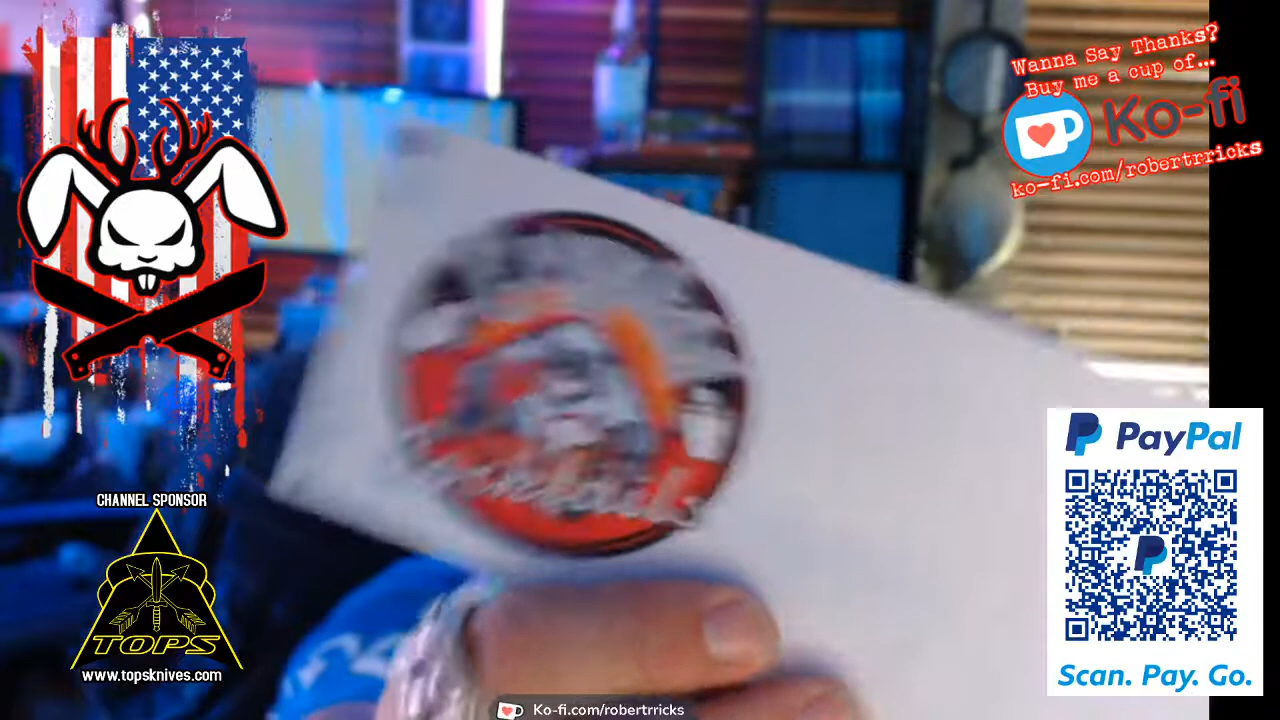 Wanna Say Thanks?
Buy me a cup of...
Ko-fi
ko-fi.com/robertrricks
CHANNEL SPONSOR
TOPS
www.topsknives.com
PayPal
Scan. Pay. Go.
Ko-fi.com/robertrricks